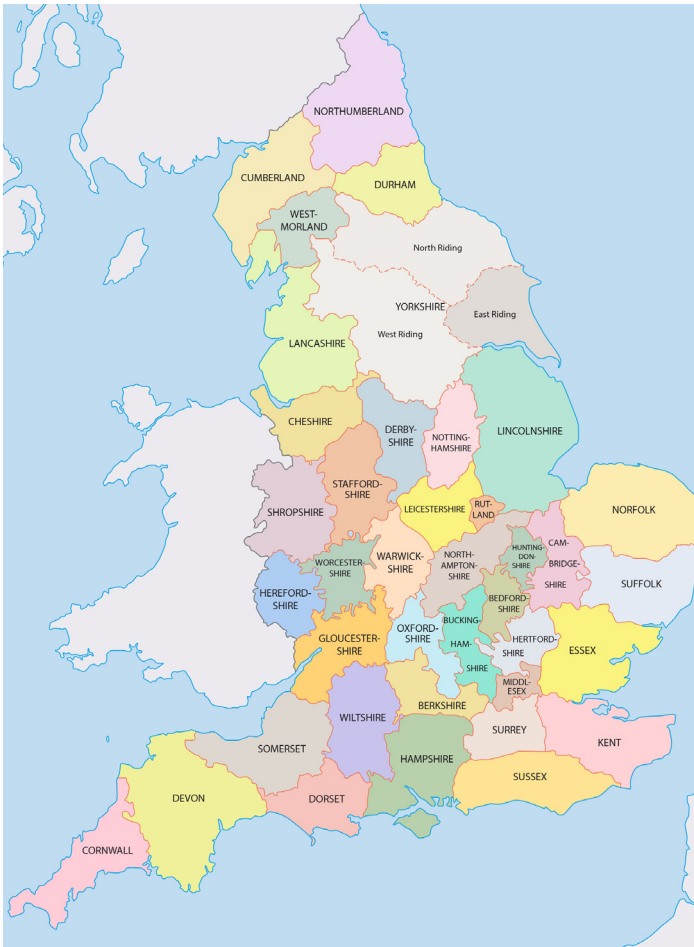 NORTHUMBERLAND
CUMBERLAND
DURHAM
WEST-
MORLAND
North Riding
YORKSHIRE
East Riding
West Riding
LANCASHIRE
CHESHIRE
DERBY-
SHIRE
NOTTING-
HAMSHIRE
LINCOLNSHIRE
STAFFORD-
SHIRE
SHROPSHIRE
LEICESTERSHIRE
RUT-
LAND
NORFOLK
WORCESTER-
SHIRE
WARWICK-
SHIRE
NORTH-
AMPTON-
SHIRE
HUNTING-
DON-
SHIRE
CAM-
BRIDGE-
SHIRE
SUFFOLK
HEREFORD-
SHIRE
BEDFORD-
SHIRE
GLOUCESTER-
SHIRE
OXFORD-
SHIRE
BUCKING-
HAM-
SHIRE
HERTFORD-
SHIRE
ESSEX
MIDDL-
ESEX
BERKSHIRE
WILTSHIRE
SURREY
KENT
SOMERSET
HAMPSHIRE
SUSSEX
DEVON
DORSET
CORNWALL